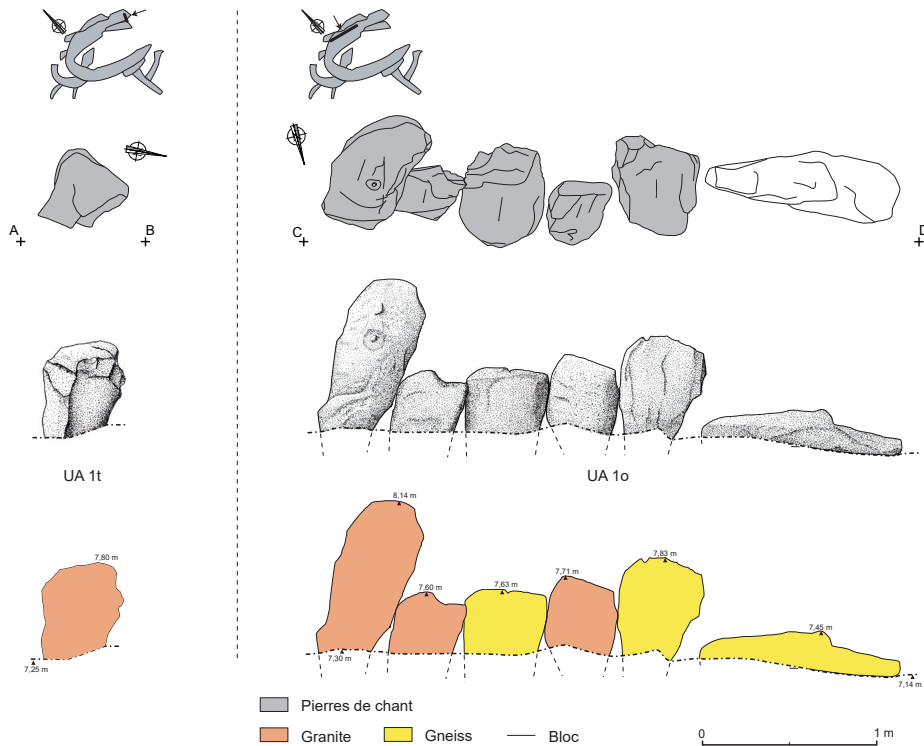 A
B
C
D
UA 1t
UA 1o
7,80 m
7,25 m
8,14 m
7,60 m
7,63 m
7,71 m
7,83 m
7,45 m
7,30 m
7,14 m
Pierres de chant
Granite
Gneiss
Bloc
0
1 m